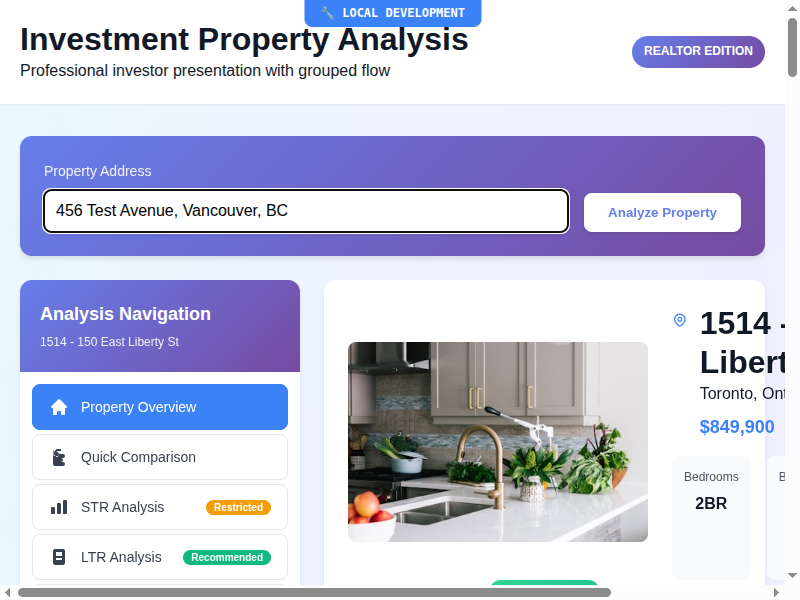 🔧 LOCAL DEVELOPMENT
Investment Property Analysis
Professional investor presentation with grouped flow
REALTOR EDITION
Property Address
456 Test Avenue, Vancouver, BC
Analyze Property
Analysis Navigation
1514 - 150 East Liberty St
Property Overview
Quick Comparison
STR Analysis
Restricted
LTR Analysis
Recommended
1514 -
Libert
Toronto, Ont
$849,900
Bedrooms
2BR
B